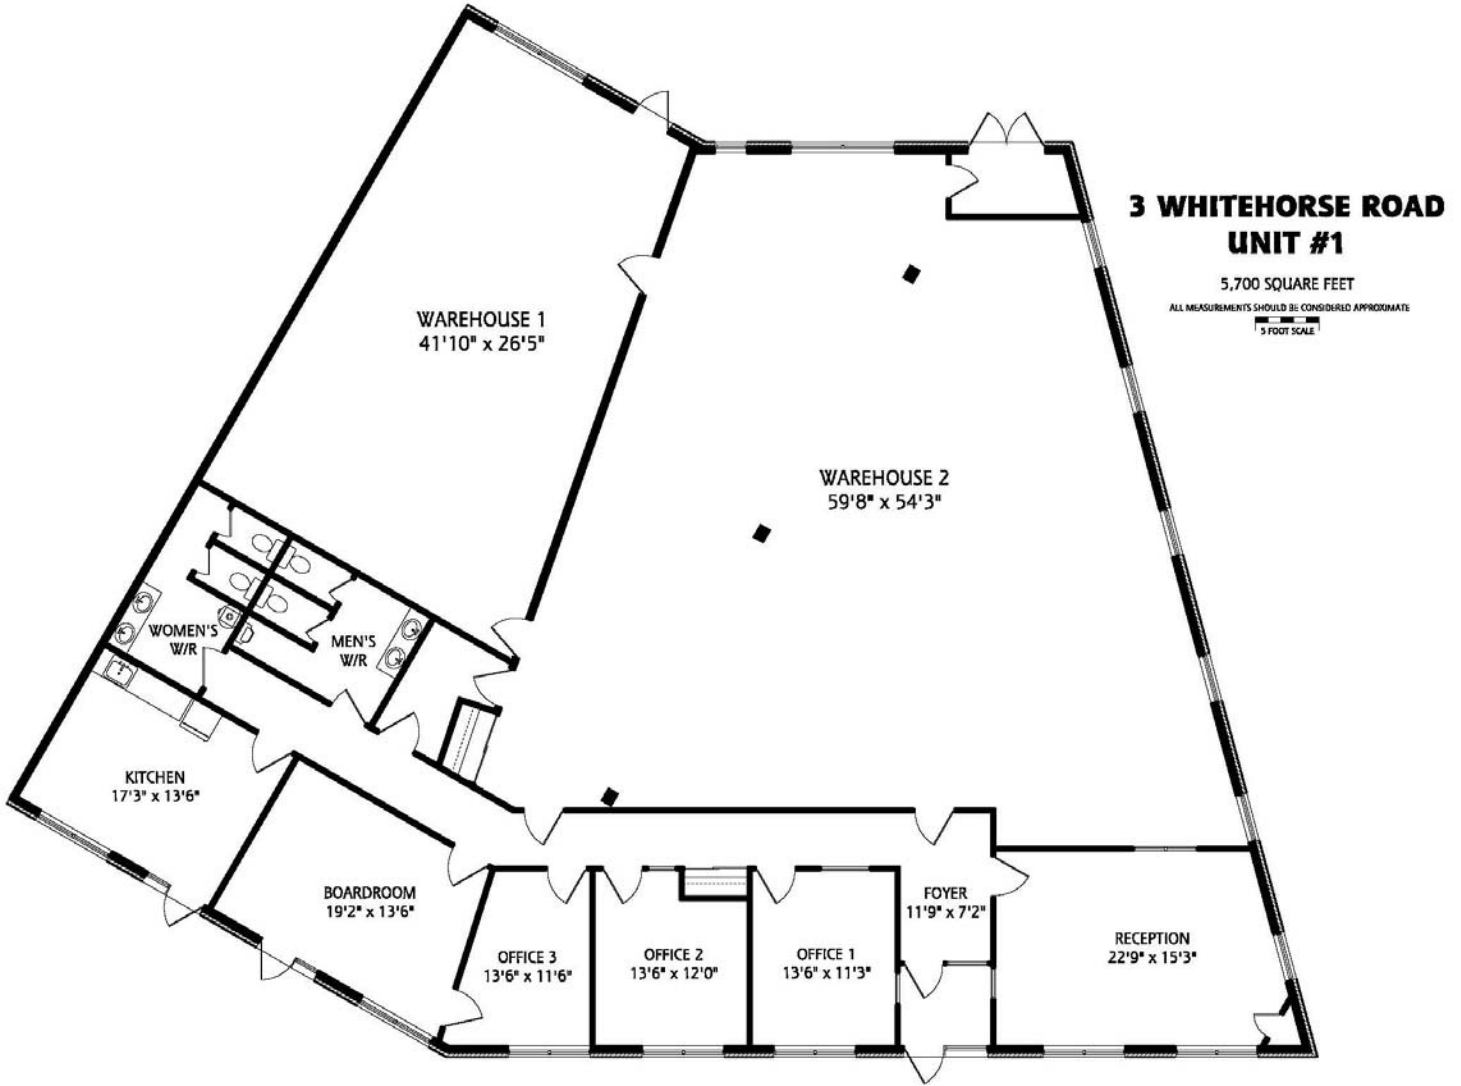 3 WHITEHORSE ROAD
UNIT #1
5,700 SQUARE FEET
ALL MEASUREMENTS SHOULD BE CONSIDERED APPROXIMATE
5 FOOT SCALE
WAREHOUSE 1
41'10" x 26'5"
WAREHOUSE 2
59'8" x 54'3"
WOMEN'S
W/R
MEN'S
W/R
KITCHEN
17'3" x 13'6"
BOARDROOM
19'2" x 13'6"
OFFICE 3
13'6" x 11'6"
OFFICE 2
13'6" x 12'0"
OFFICE 1
13'6" x 11'3"
FOYER
11'9" x 7'2"
RECEPTION
22'9" x 15'3"